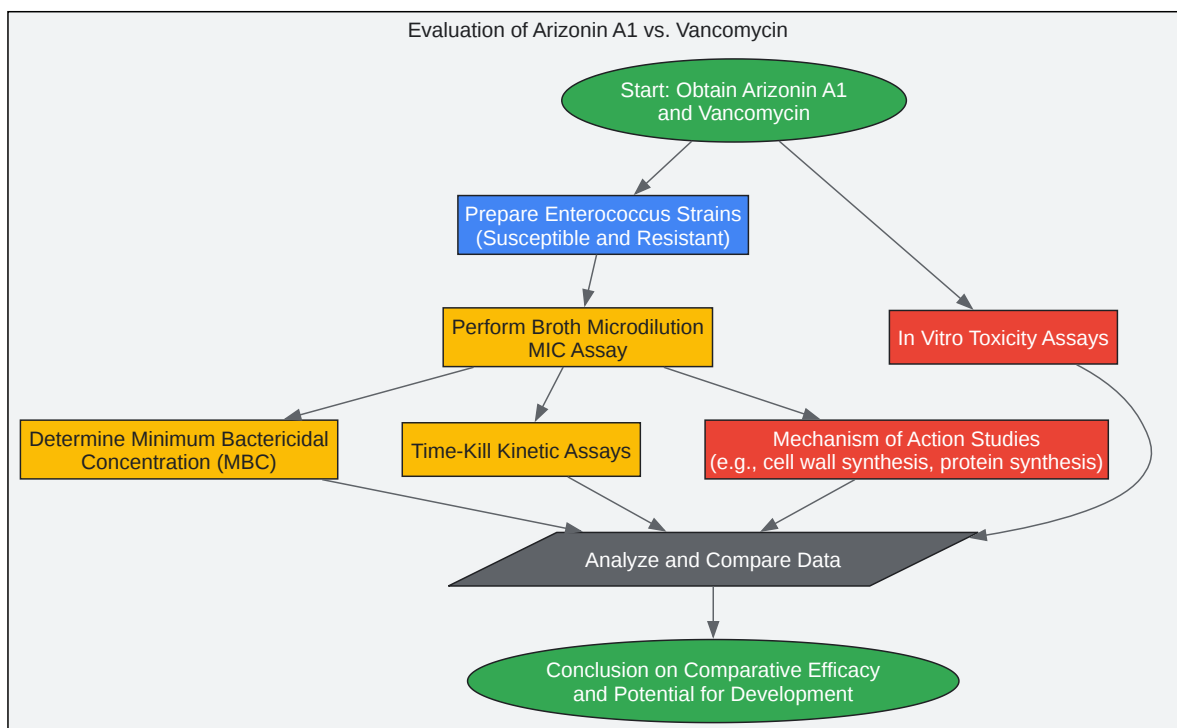 Evaluation of Arizonin A1 vs. Vancomycin
Start: Obtain Arizonin A1
and Vancomycin
Prepare Enterococcus Strains
(Susceptible and Resistant)
Perform Broth Microdilution
MIC Assay
In Vitro Toxicity Assays
Determine Minimum Bactericidal
Concentration (MBC)
Time-Kill Kinetic Assays
Mechanism of Action Studies
(e.g., cell wall synthesis, protein synthesis)
Analyze and Compare Data
Conclusion on Comparative Efficacy
and Potential for Development